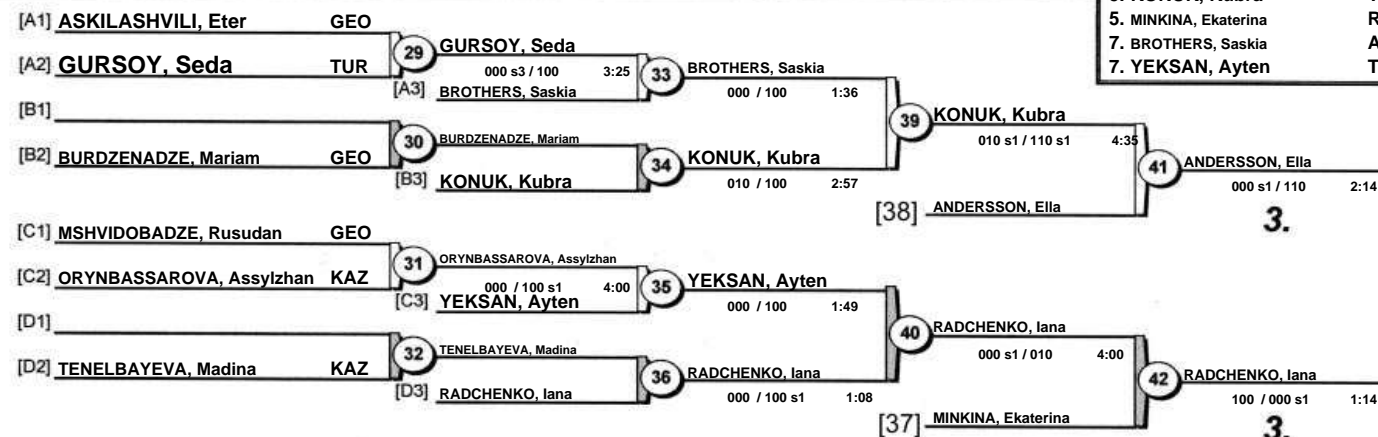 [A1] ASKILASHVILI, Eter GEO
[A2] GURSOY, Seda TUR
29
GURSOY, Seda
000 s3 / 100 3:25
[A3] BROTHERS, Saskia
33
BROTHERS, Saskia
000 / 100 1:36
[B1]
[B2] BURDZENADZE, Mariam GEO
30
BURDZENADZE, Mariam
[B3] KONUK, Kubra
34
KONUK, Kubra
010 / 100 2:57
39
KONUK, Kubra
010 s1 / 110 s1 4:35
[38] ANDERSSON, Ella
41
ANDERSSON, Ella
000 s1 / 110 2:14
3.
[C1] MSHVIDOBADZE, Rusudan GEO
[C2] ORYNBASSAROVA, Assylzhan KAZ
31
ORYNBASSAROVA, Assylzhan
000 / 100 s1 4:00
[C3] YEKSAN, Ayten
35
YEKSAN, Ayten
000 / 100 1:49
[D1]
[D2] TENELBAYEVA, Madina KAZ
32
TENELBAYEVA, Madina
[D3] RADCHENKO, Iana
36
RADCHENKO, Iana
000 / 100 s1 1:08
40
RADCHENKO, Iana
000 s1 / 010 4:00
[37] MINKINA, Ekaterina
42
RADCHENKO, Iana
100 / 000 s1 1:14
3.
5. MINKINA, Ekaterina R
7. BROTHERS, Saskia A
7. YEKSAN, Ayten T